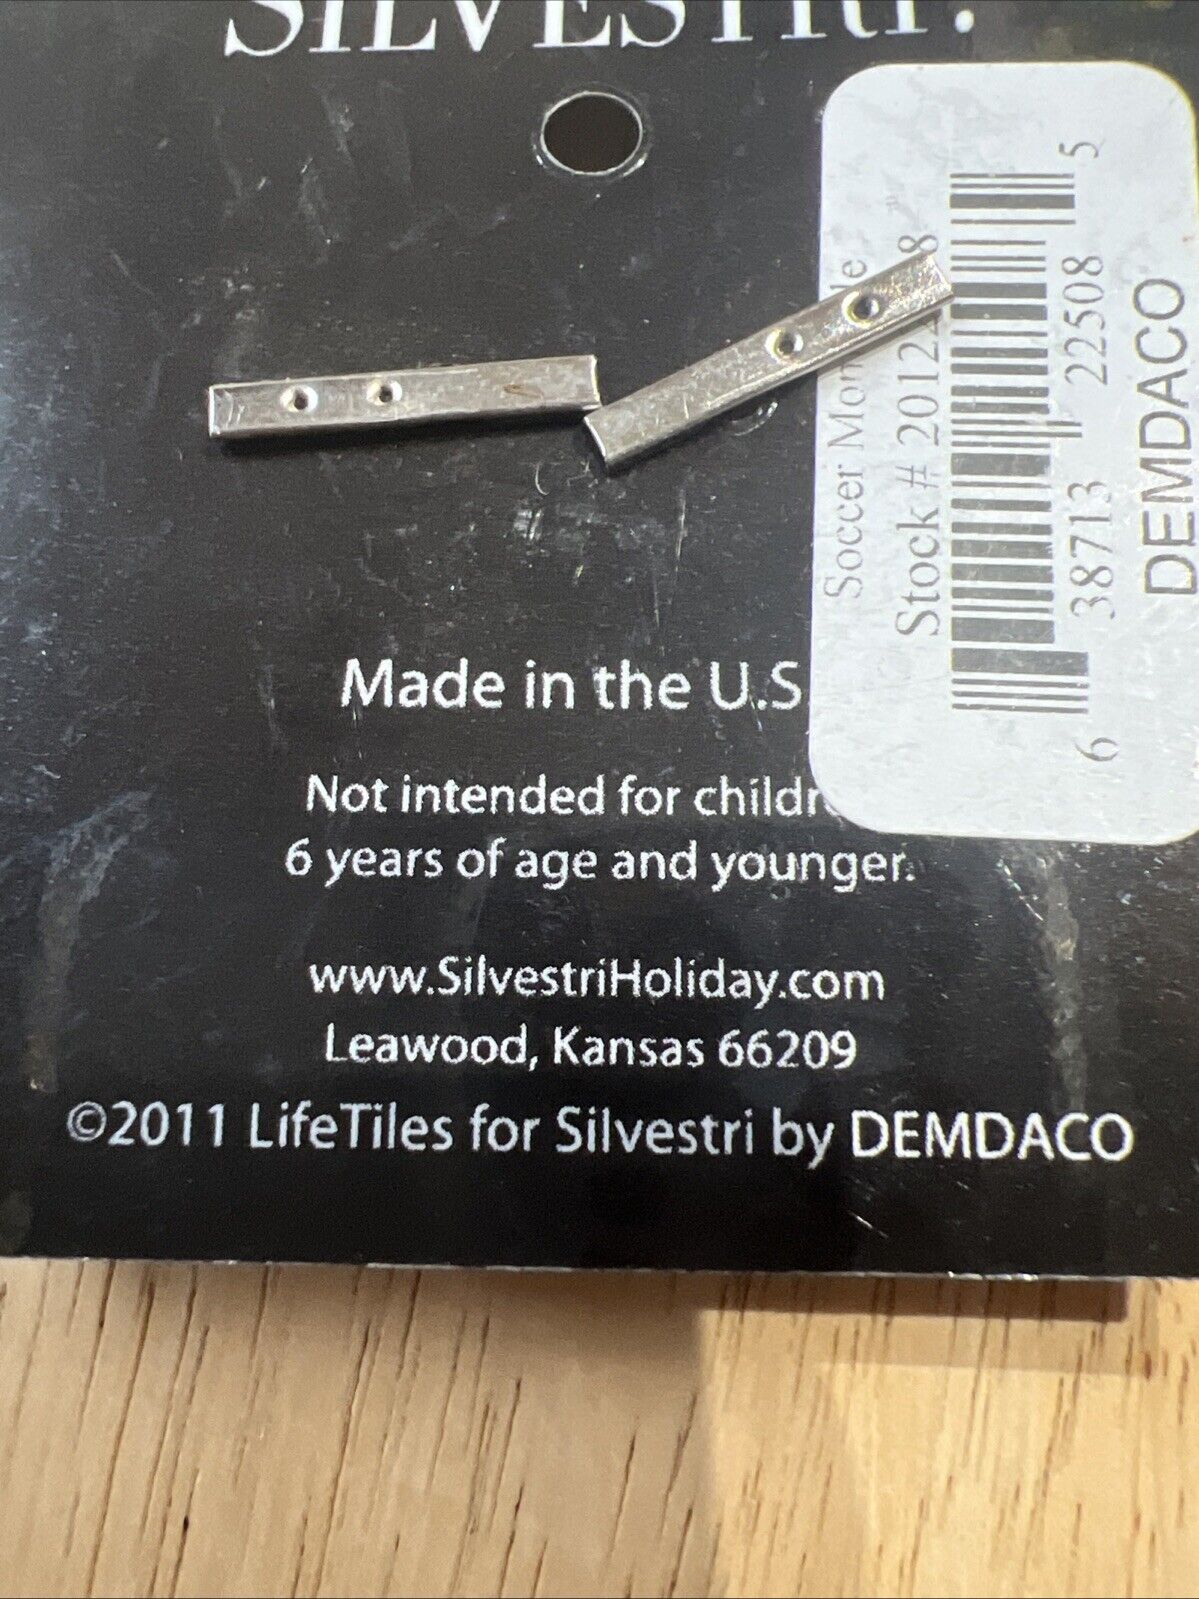 SILVESTRI.
Made in the U.S.
Not intended for childr
6 years of age and younger.
www.SilvestriHoliday.com
Leawood, Kansas 66209
©2011 LifeTiles for Silvestri by DEMDACO
Soccer Mom
Stock # 2012
6 38713 22508 5
DEMDACO